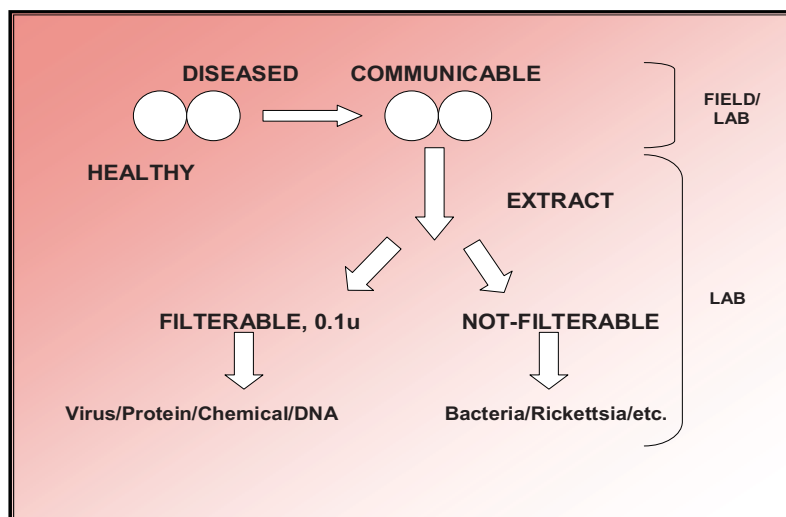 DISEASED
COMMUNICABLE
FIELD/
LAB
HEALTHY
EXTRACT
LAB
FILTERABLE, 0.1u
NOT-FILTERABLE
Virus/Protein/Chemical/DNA
Bacteria/Rickettsia/etc.